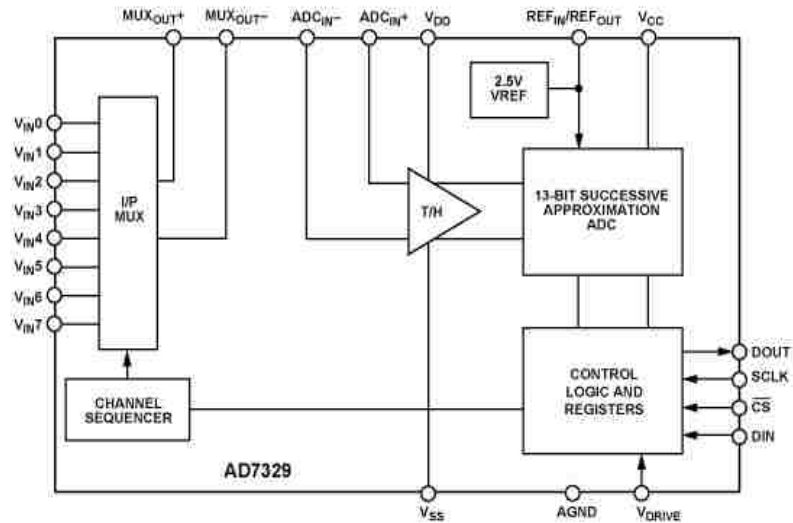 MUXOUT+ MUXOUT− ADCIN− ADCIN+ VDD REFIN/REFOUT VCC
2.5V
VREF
VIN0
VIN1
VIN2
VIN3
VIN4
VIN5
VIN6
VIN7
I/P
MUX
T/H
13-BIT SUCCESSIVE
APPROXIMATION
ADC
CHANNEL
SEQUENCER
CONTROL
LOGIC AND
REGISTERS
DOUT
SCLK
C̅S̅
DIN
AD7329
VSS AGND VDRIVE